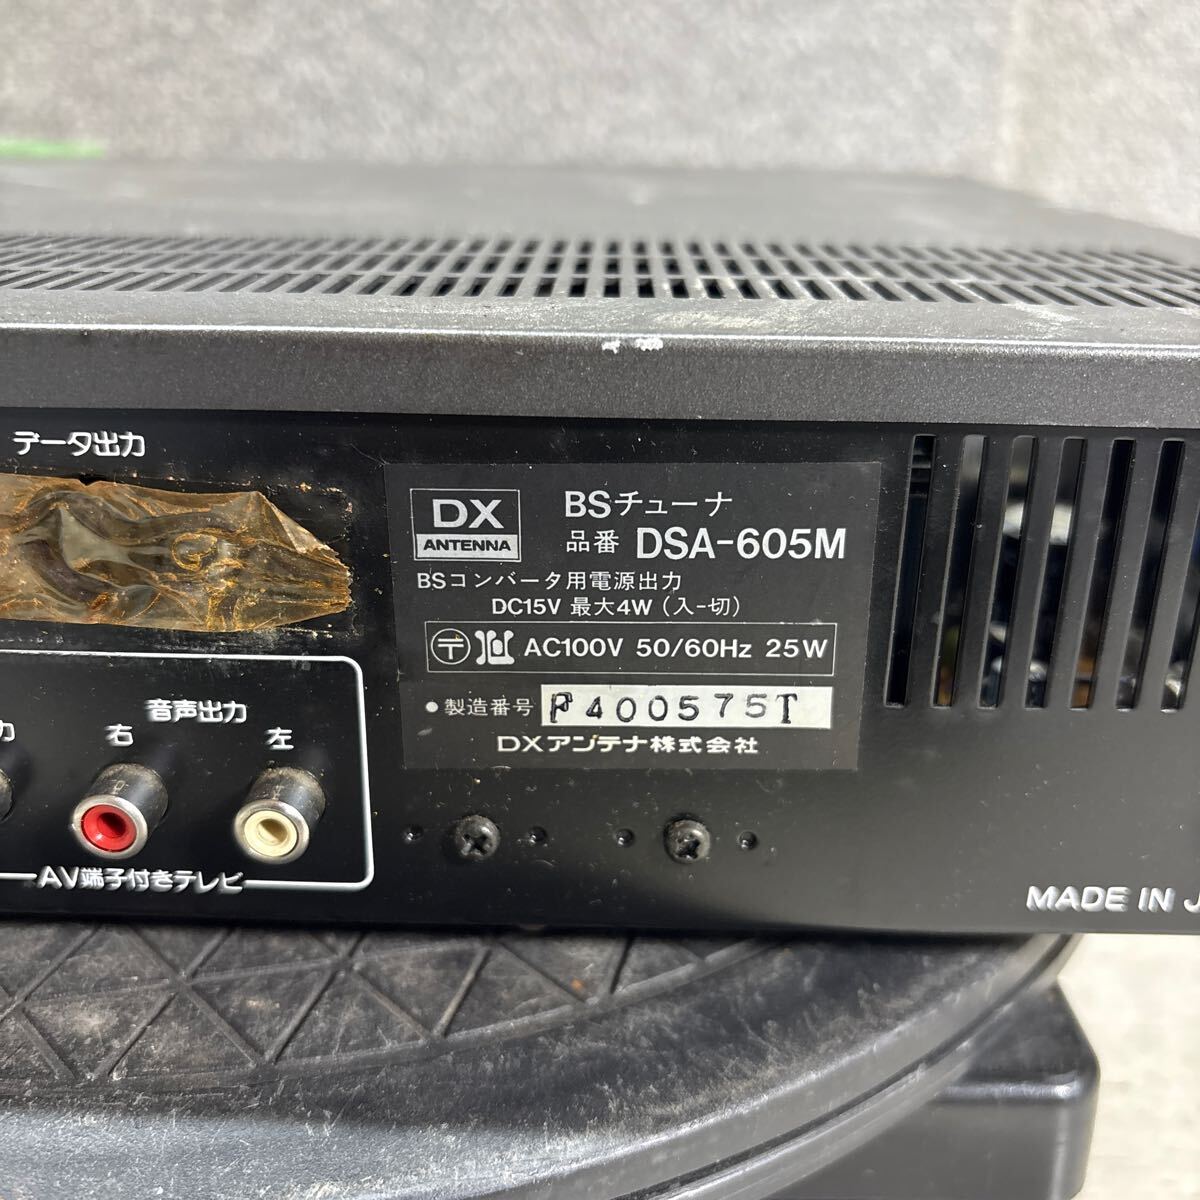 データ出力
DX
ANTENNA
BSチューナ
品番 DSA-605M
BSコンバータ用電源出力
DC15V 最大4W (入-切)
〒 AC100V 50/60Hz 25W
●製造番号 P400575T
DXアンテナ株式会社
力
音声出力
右 左
AV端子付きテレビ
MADE IN J